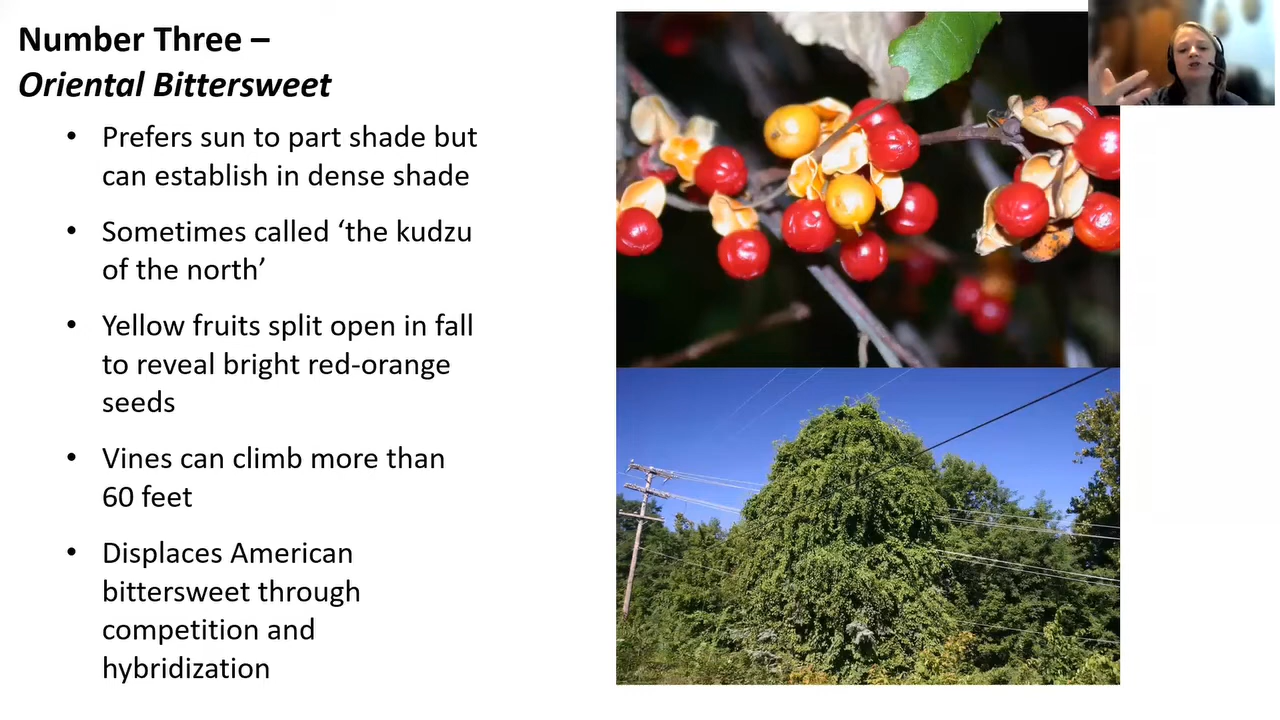 Number Three –
Oriental Bittersweet
• Prefers sun to part shade but
can establish in dense shade
• Sometimes called ‘the kudzu
of the north’
• Yellow fruits split open in fall
to reveal bright red-orange
seeds
• Vines can climb more than
60 feet
• Displaces American
bittersweet through
competition and
hybridization